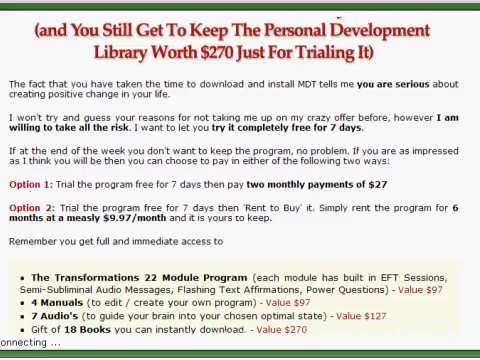 (and You Still Get To Keep The Personal Development
Library Worth $270 Just For Trialing It)
The fact that you have taken the time to download and install MDT tells me you are serious about
creating positive change in your life.
I won't try and guess your reasons for not taking me up on my crazy offer before, however I am
willing to take all the risk. I want to let you try it completely free for 7 days.
If at the end of the week you don't want to keep the program, no problem. If you are as impressed
as I think you will be then you can choose to pay in either of the following two ways:
Option 1: Trial the program free for 7 days then pay two monthly payments of $27
Option 2: Trial the program free for 7 days then 'Rent to Buy' it. Simply rent the program for 6
months at a measly $9.97/month and it is yours to keep.
Remember you get full and immediate access to
• The Transformations 22 Module Program (each module has built in EFT Sessions,
Semi-Subliminal Audio Messages, Flashing Text Affirmations, Power Questions) - Value $97
• 4 Manuals (to edit / create your own program) - Value $97
• 7 Audio's (to guide your brain into your chosen optimal state) - Value $127
• Gift of 18 Books you can instantly download. - Value $270
onnecting ...